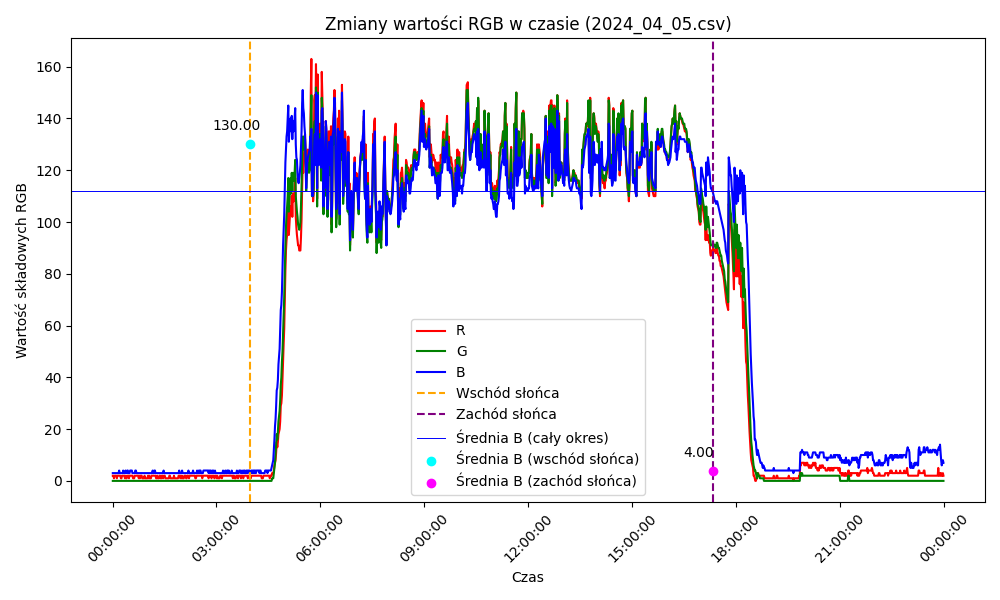 Zmiany wartości RGB w czasie (2024_04_05.csv)
Wartość składowych RGB
160
140
120
100
80
60
40
20
0
130.00
4.00
R
G
B
Wschód słońca
Zachód słońca
Średnia B (cały okres)
Średnia B (wschód słońca)
Średnia B (zachód słońca)
00:00:00
03:00:00
06:00:00
09:00:00
12:00:00
15:00:00
18:00:00
21:00:00
00:00:00
Czas